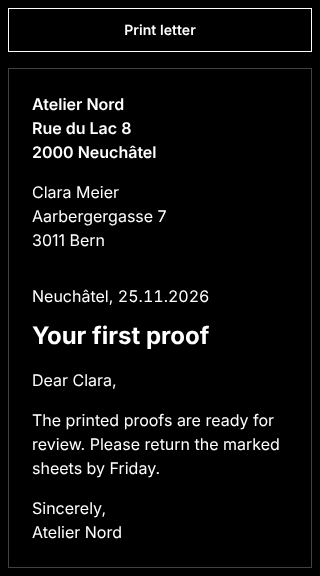 Print letter
Atelier Nord
Rue du Lac 8
2000 Neuchâtel
Clara Meier
Aarbergergasse 7
3011 Bern
Neuchâtel, 25.11.2026
Your first proof
Dear Clara,
The printed proofs are ready for
review. Please return the marked
sheets by Friday.
Sincerely,
Atelier Nord